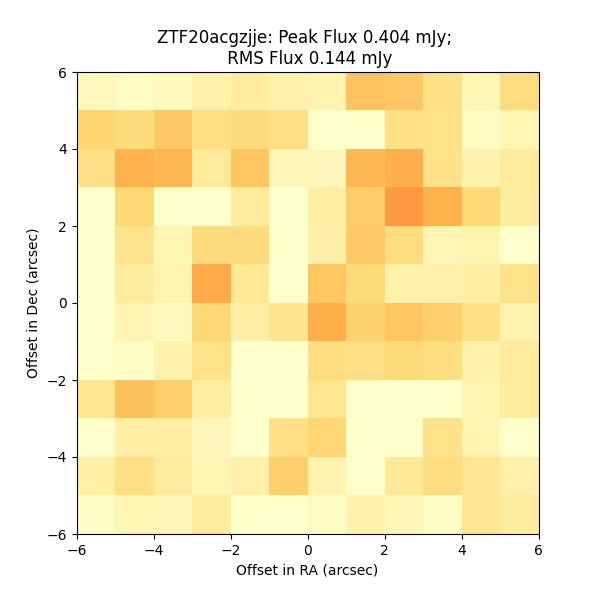 ZTF20acgzjje: Peak Flux 0.404 mJy;
RMS Flux 0.144 mJy
6
4
2
0
−2
−4
−6
Offset in Dec (arcsec)
−6 −4 −2 0 2 4 6
Offset in RA (arcsec)